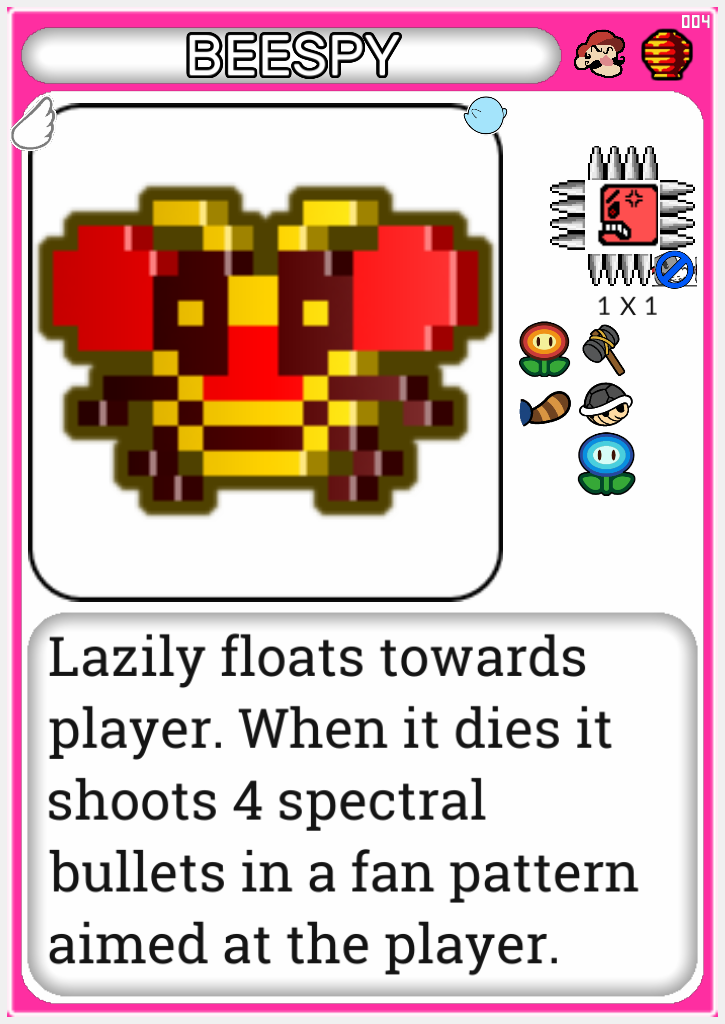 004
BEESPY
1 X 1
Lazily floats towards
player. When it dies it
shoots 4 spectral
bullets in a fan pattern
aimed at the player.